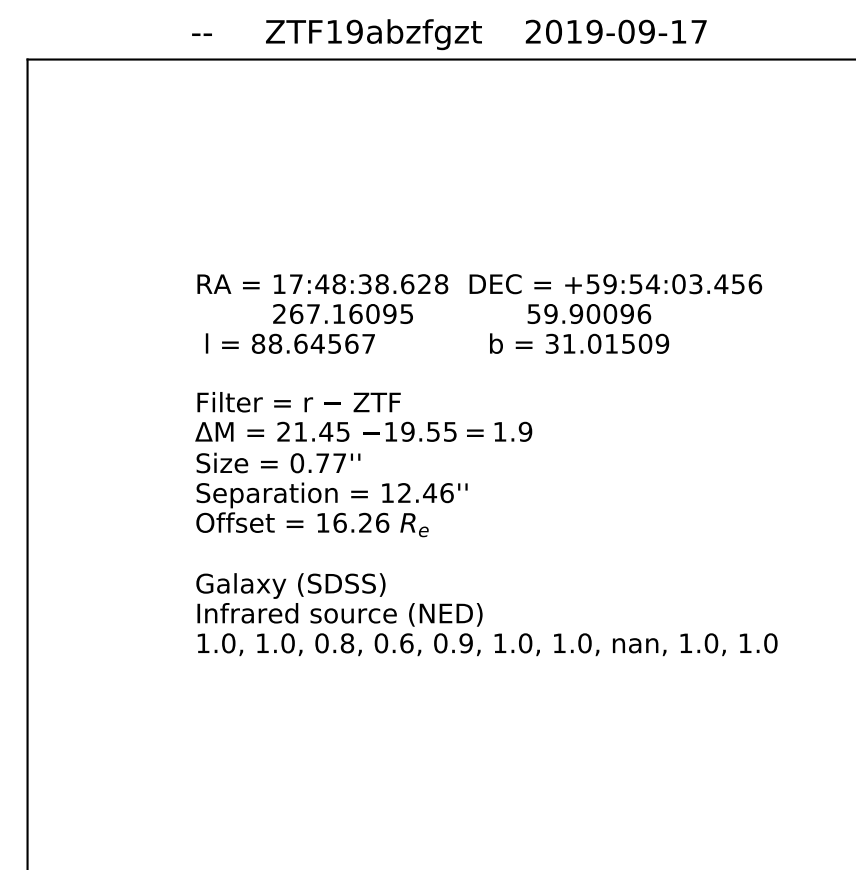 -- ZTF19abzfgzt 2019-09-17
RA = 17:48:38.628 DEC = +59:54:03.456
267.16095 59.90096
l = 88.64567 b = 31.01509
Filter = r − ZTF
ΔM = 21.45 −19.55 = 1.9
Size = 0.77''
Separation = 12.46''
Offset = 16.26 Rₑ
Galaxy (SDSS)
Infrared source (NED)
1.0, 1.0, 0.8, 0.6, 0.9, 1.0, 1.0, nan, 1.0, 1.0